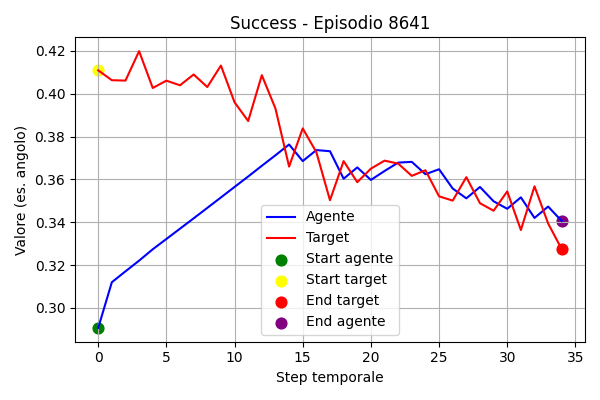 Success - Episodio 8641
Valore (es. angolo)
0.42
0.40
0.38
0.36
0.34
0.32
0.30
Agente
Target
Start agente
Start target
End target
End agente
0 5 10 15 20 25 30 35
Step temporale